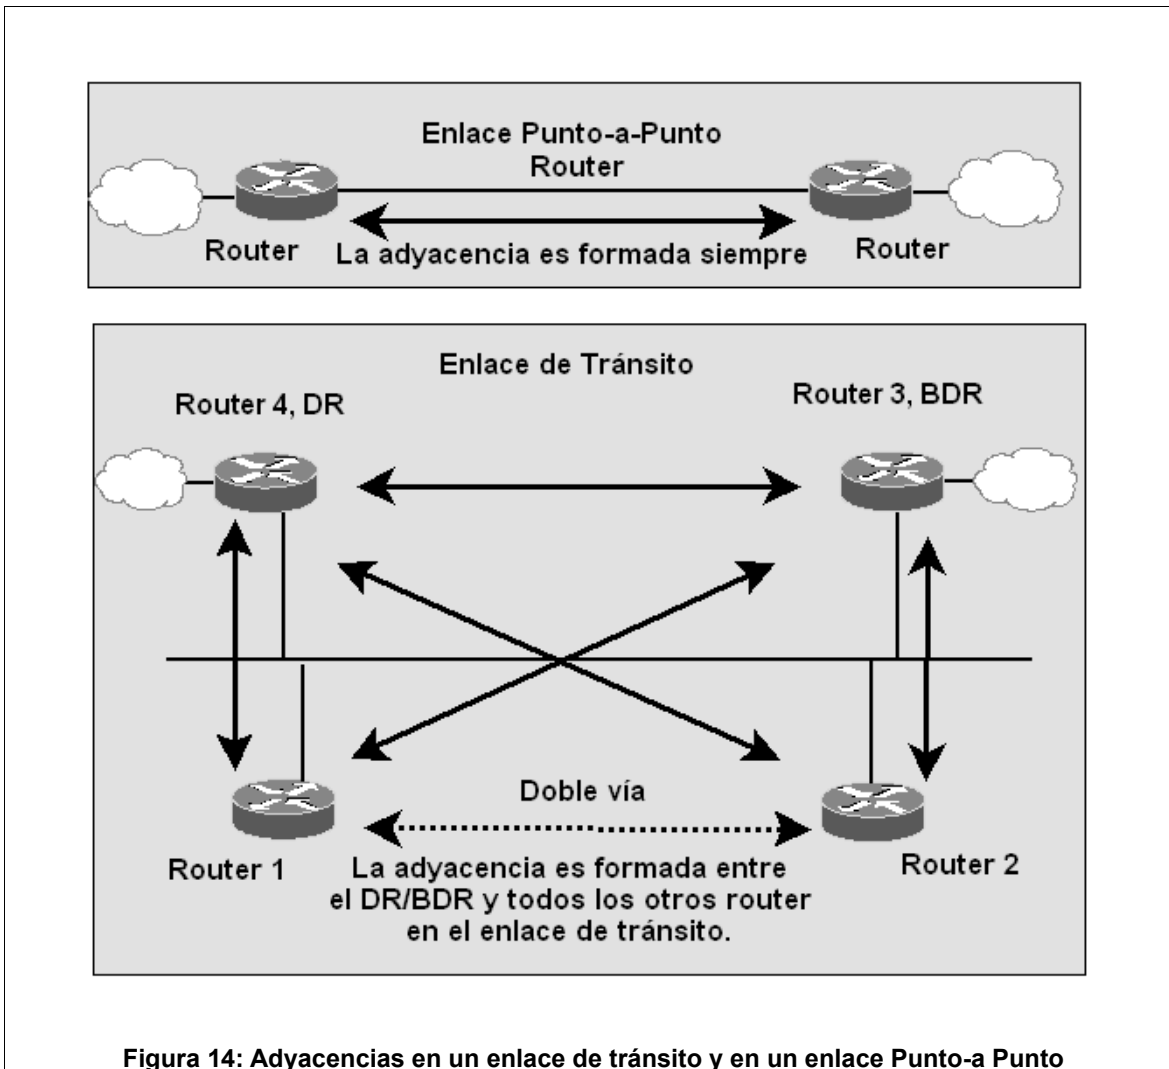 Enlace Punto-a-Punto
Router
Router
La adyacencia es formada siempre
Router
Enlace de Tránsito
Router 4, DR
Router 3, BDR
Doble vía
Router 1
Router 2
La adyacencia es formada entre
el DR/BDR y todos los otros router
en el enlace de tránsito.
Figura 14: Adyacencias en un enlace de tránsito y en un enlace Punto-a Punto